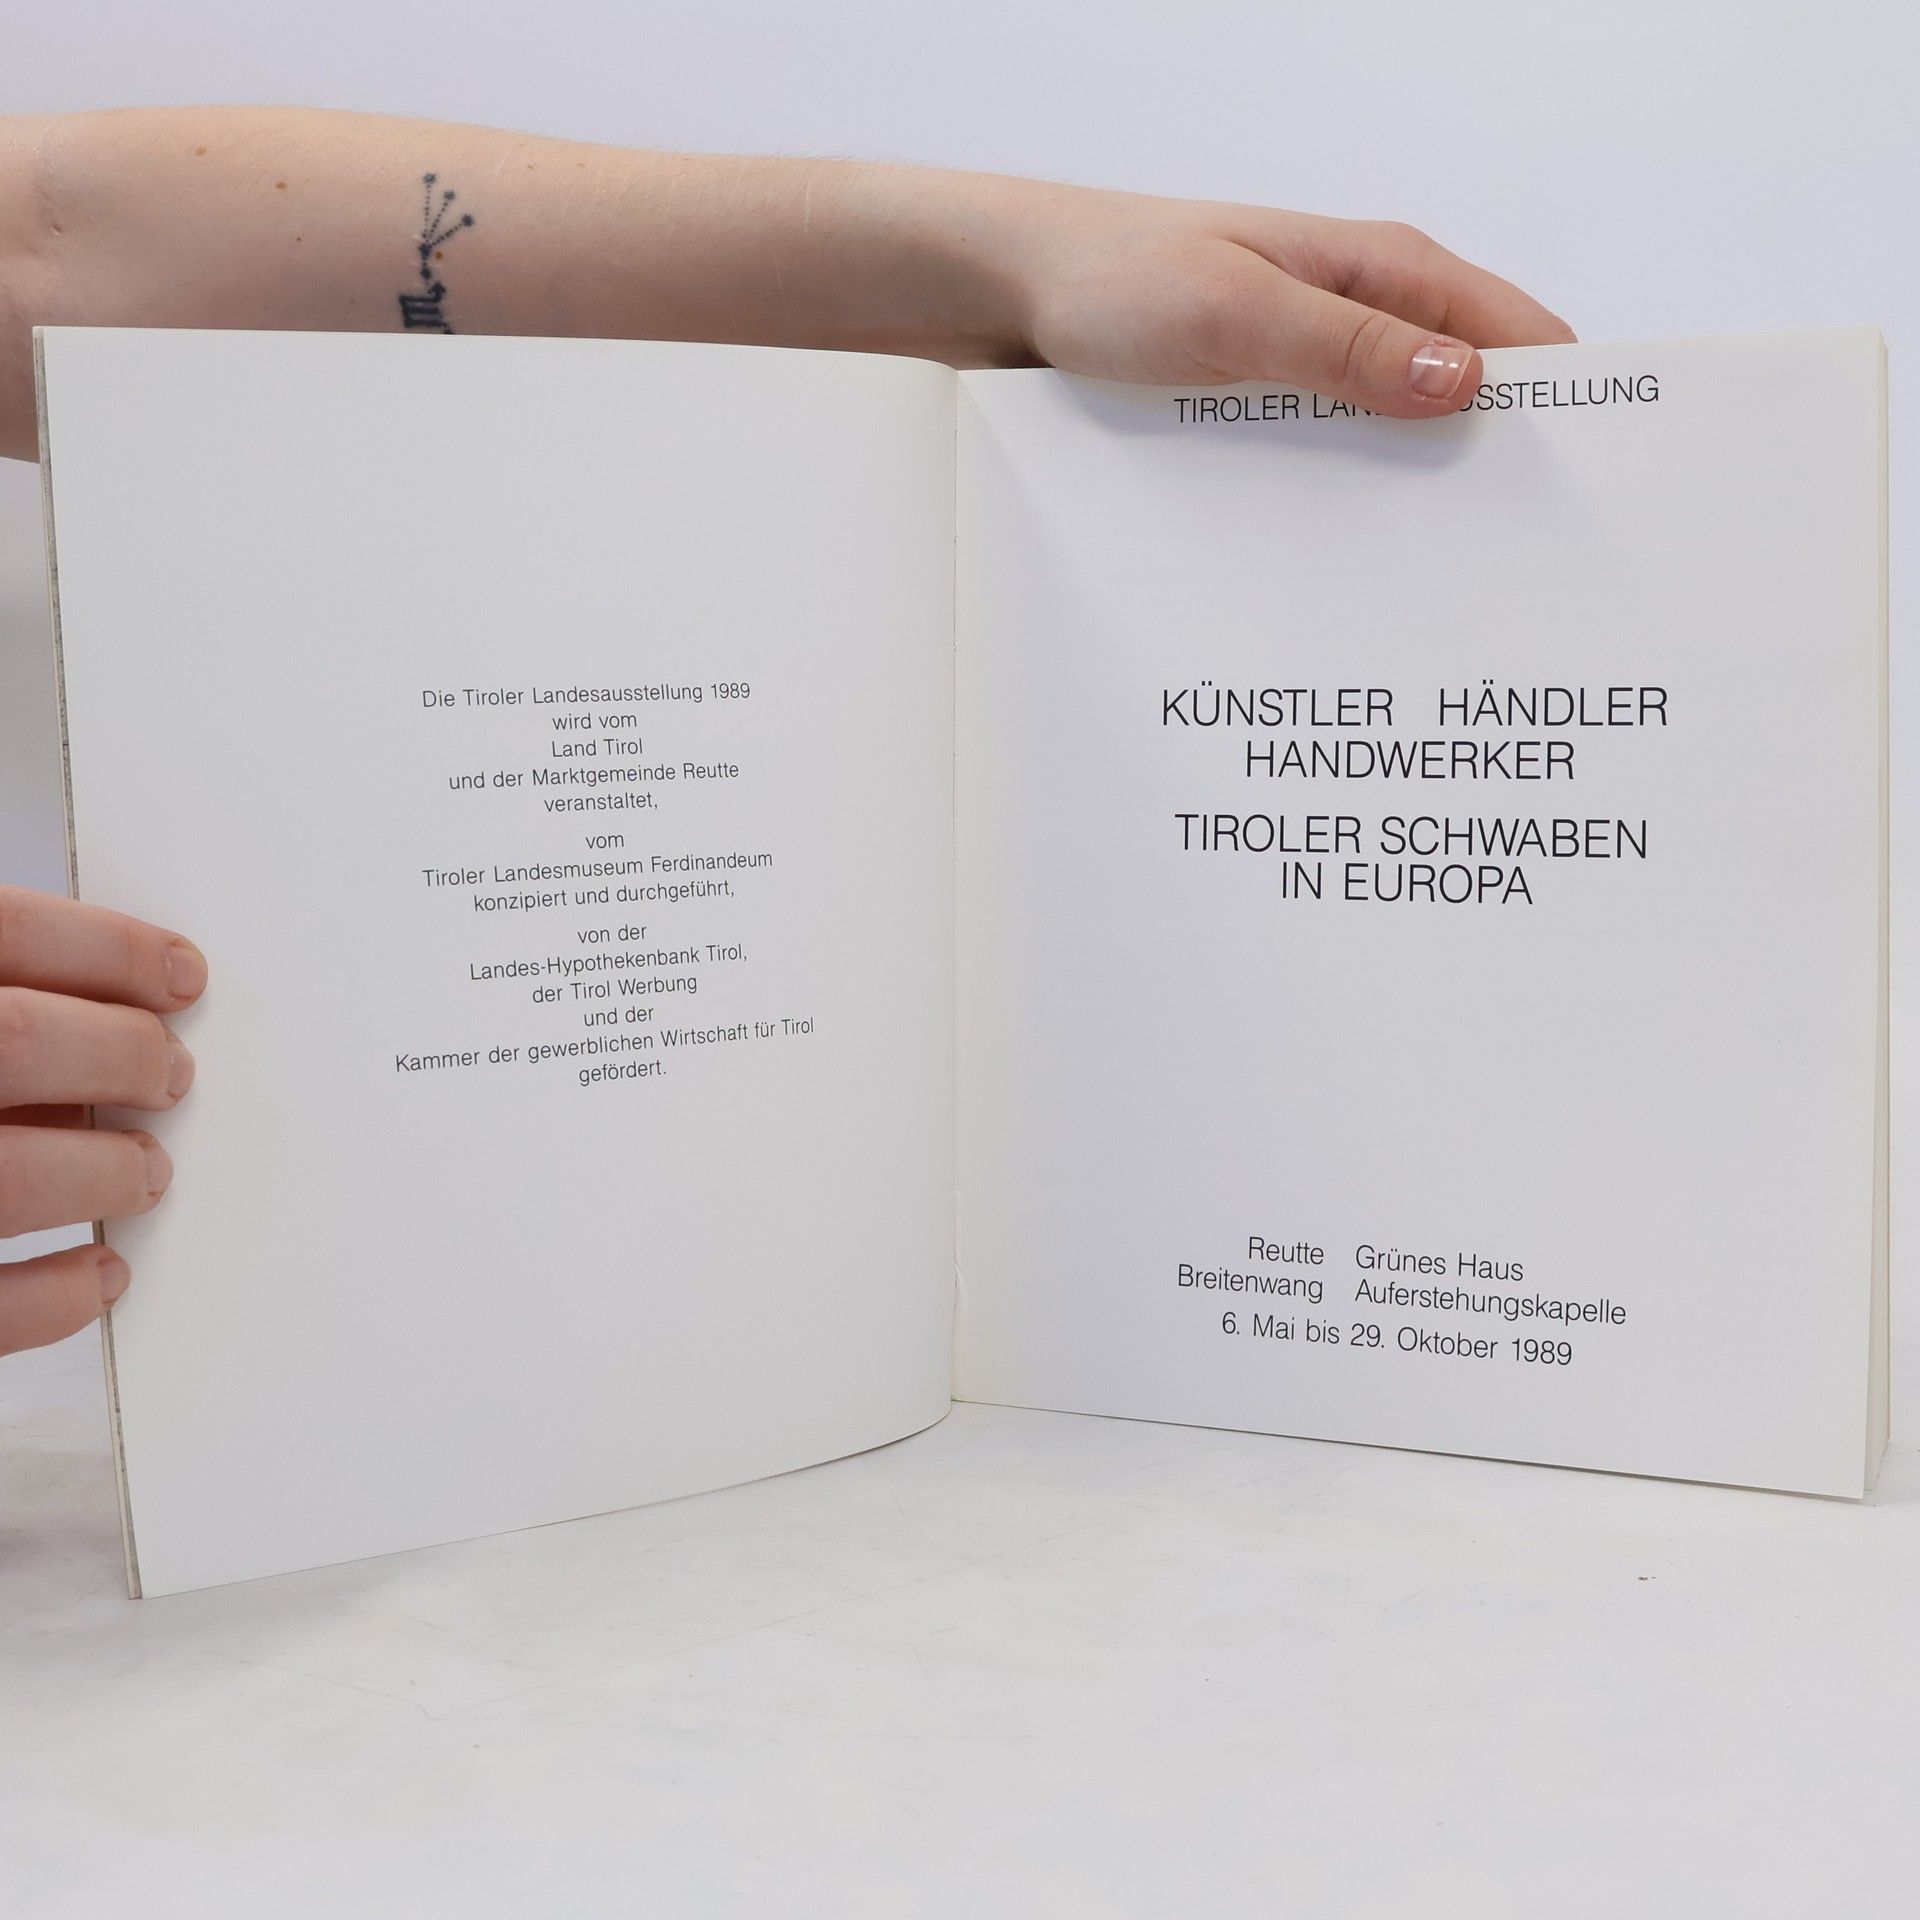 Die Tiroler Landesausstellung 1989
wird vom
Land Tirol
und der Marktgemeinde Reutte
veranstaltet,
vom
Tiroler Landesmuseum Ferdinandeum
konzipiert und durchgeführt,
von der
Landes-Hypothekenbank Tirol,
der Tirol Werbung
und der
Kammer der gewerblichen Wirtschaft für Tirol
gefördert.
TIROLER
KÜNSTLER HÄNDLER
HANDWERKER
TIROLER SCHWABEN
IN EUROPA
Reutte Grünes Haus
Breitenwang Auferstehungskapelle
6. Mai bis 29. Oktober 1989